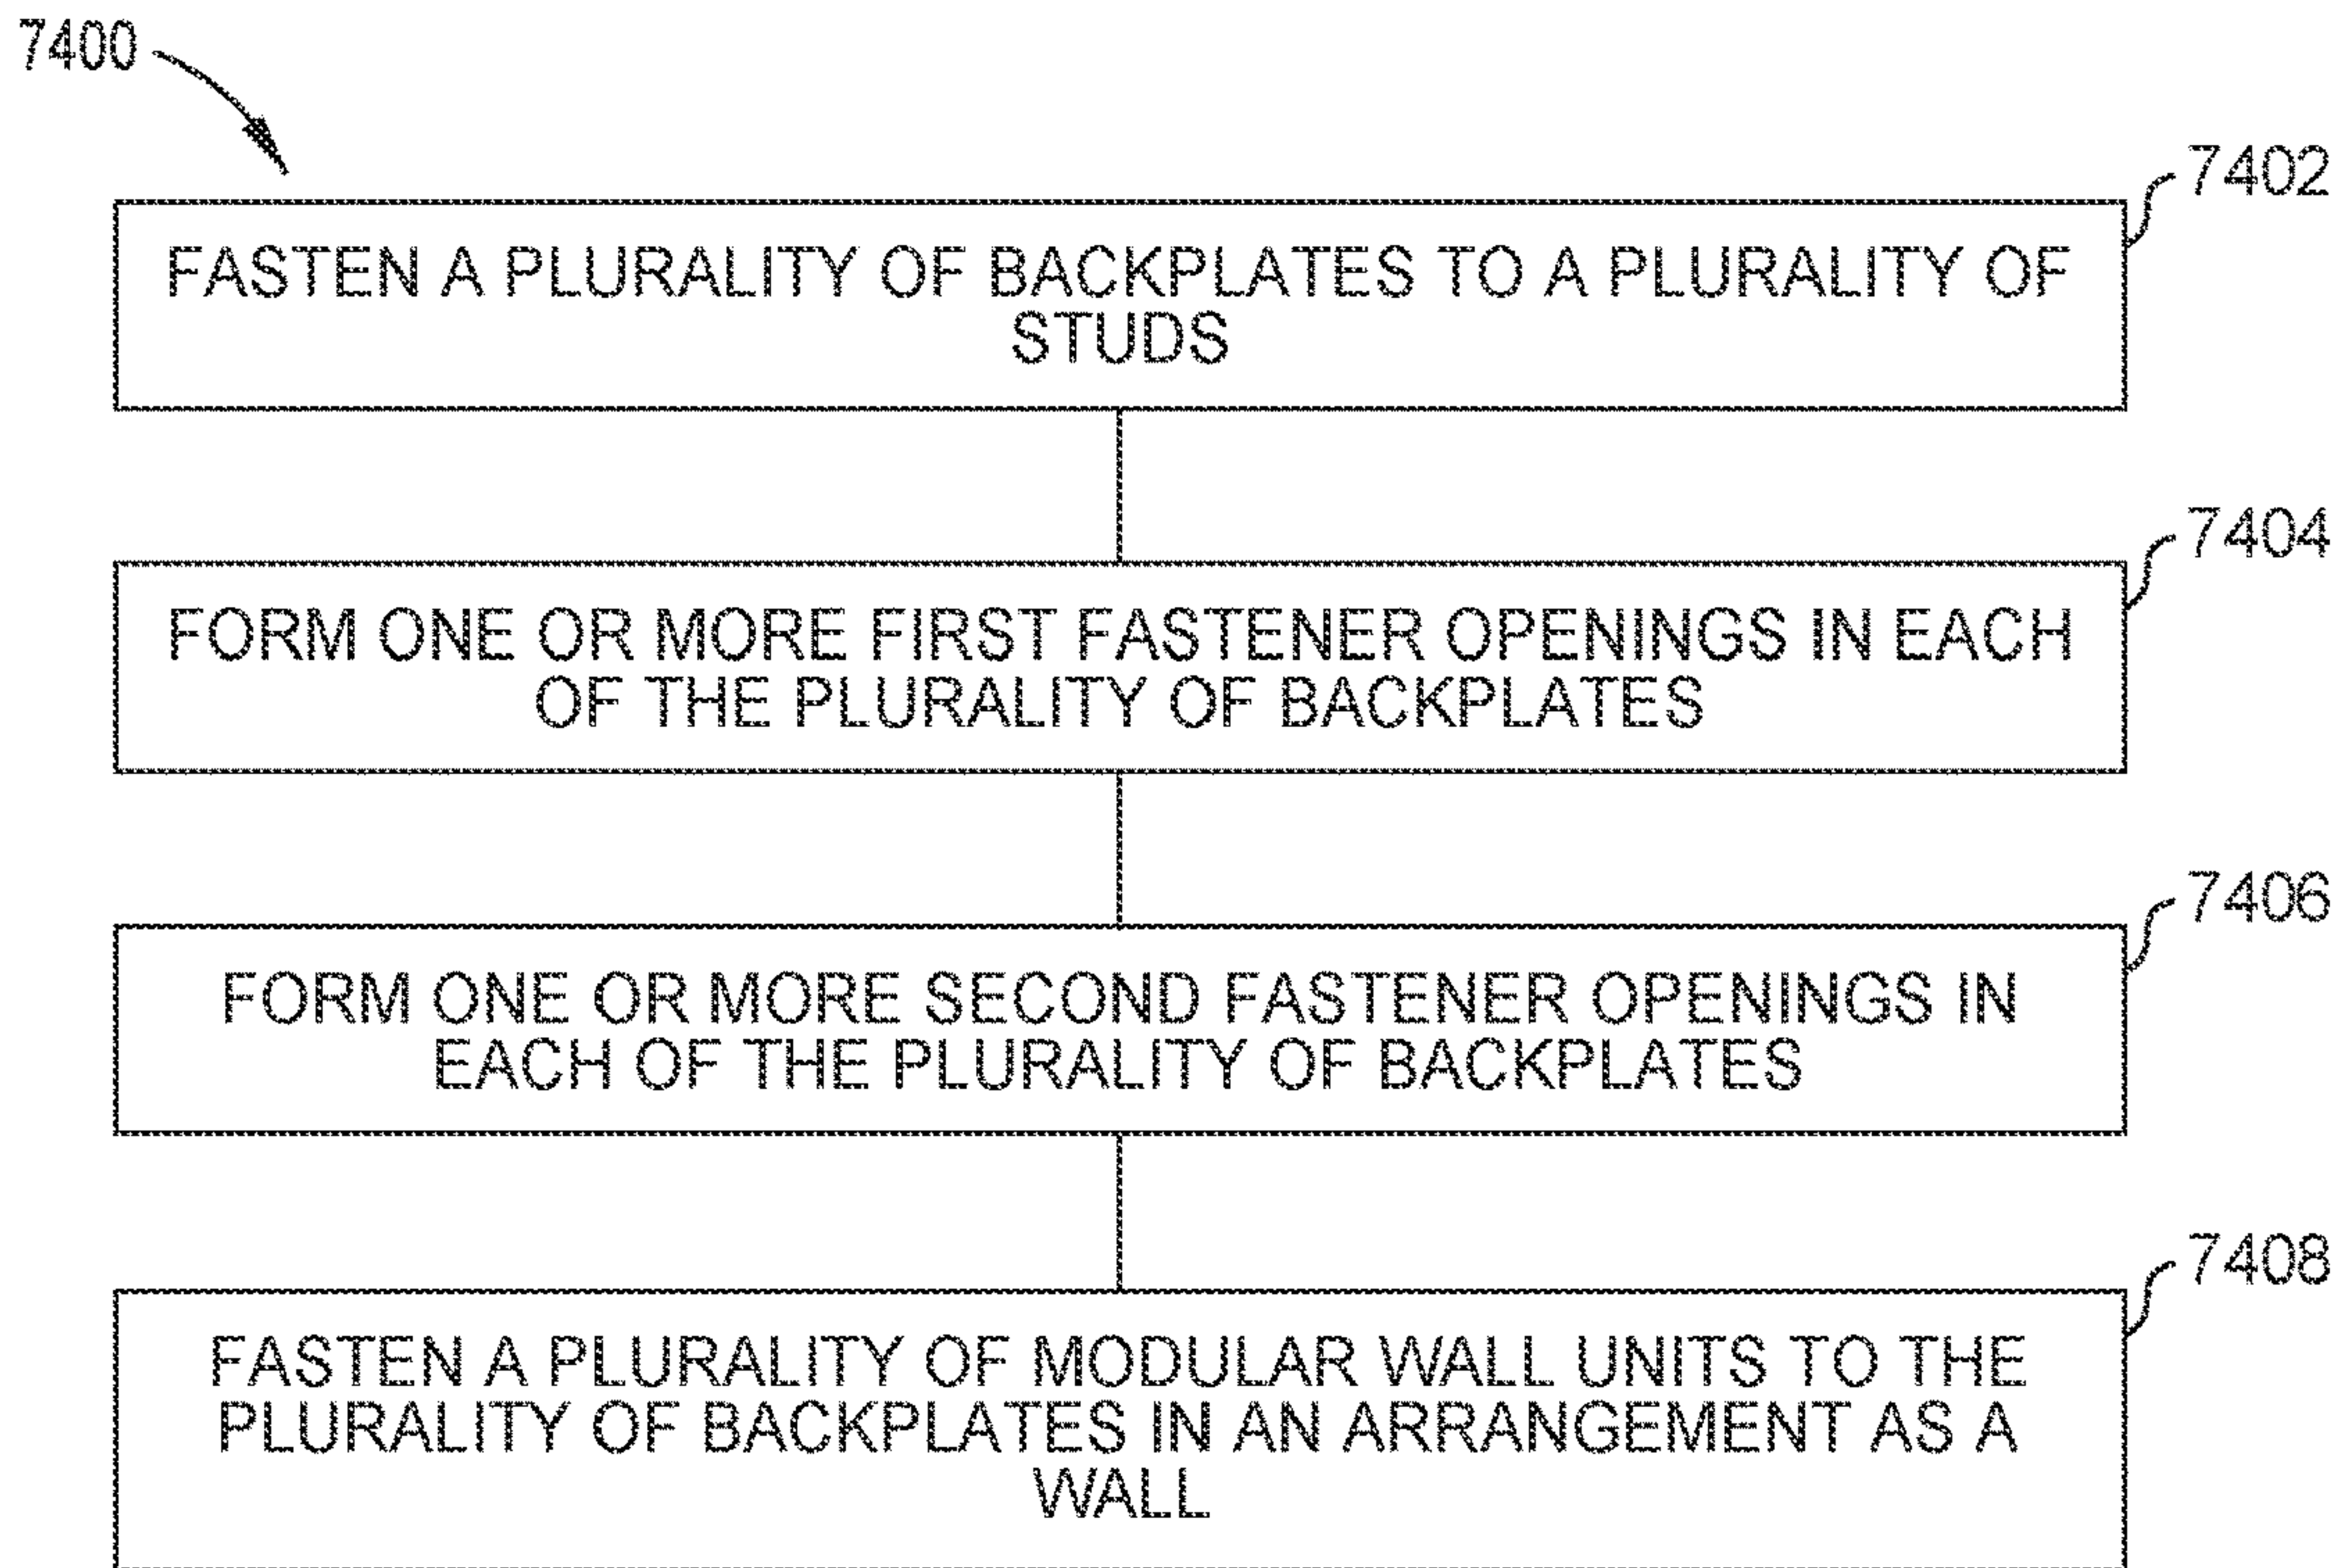 7400
7402
FASTEN A PLURALITY OF BACKPLATES TO A PLURALITY OF
STUDS
7404
FORM ONE OR MORE FIRST FASTENER OPENINGS IN EACH
OF THE PLURALITY OF BACKPLATES
7406
FORM ONE OR MORE SECOND FASTENER OPENINGS IN
EACH OF THE PLURALITY OF BACKPLATES
7408
FASTEN A PLURALITY OF MODULAR WALL UNITS TO THE
PLURALITY OF BACKPLATES IN AN ARRANGEMENT AS A
WALL